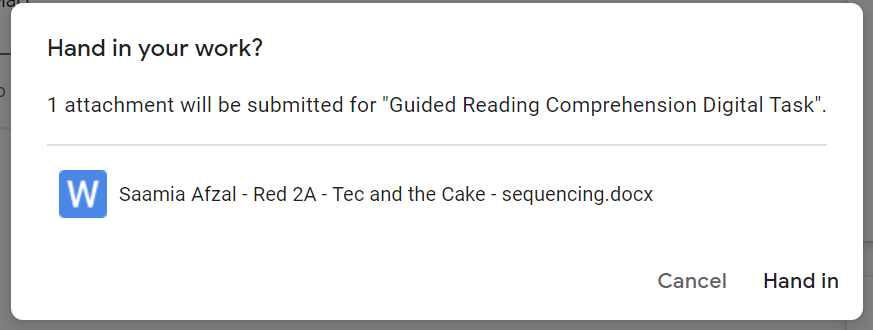 Hand in your work?
1 attachment will be submitted for "Guided Reading Comprehension Digital Task".
W
Saamia Afzal - Red 2A - Tec and the Cake - sequencing.docx
Cancel
Hand in